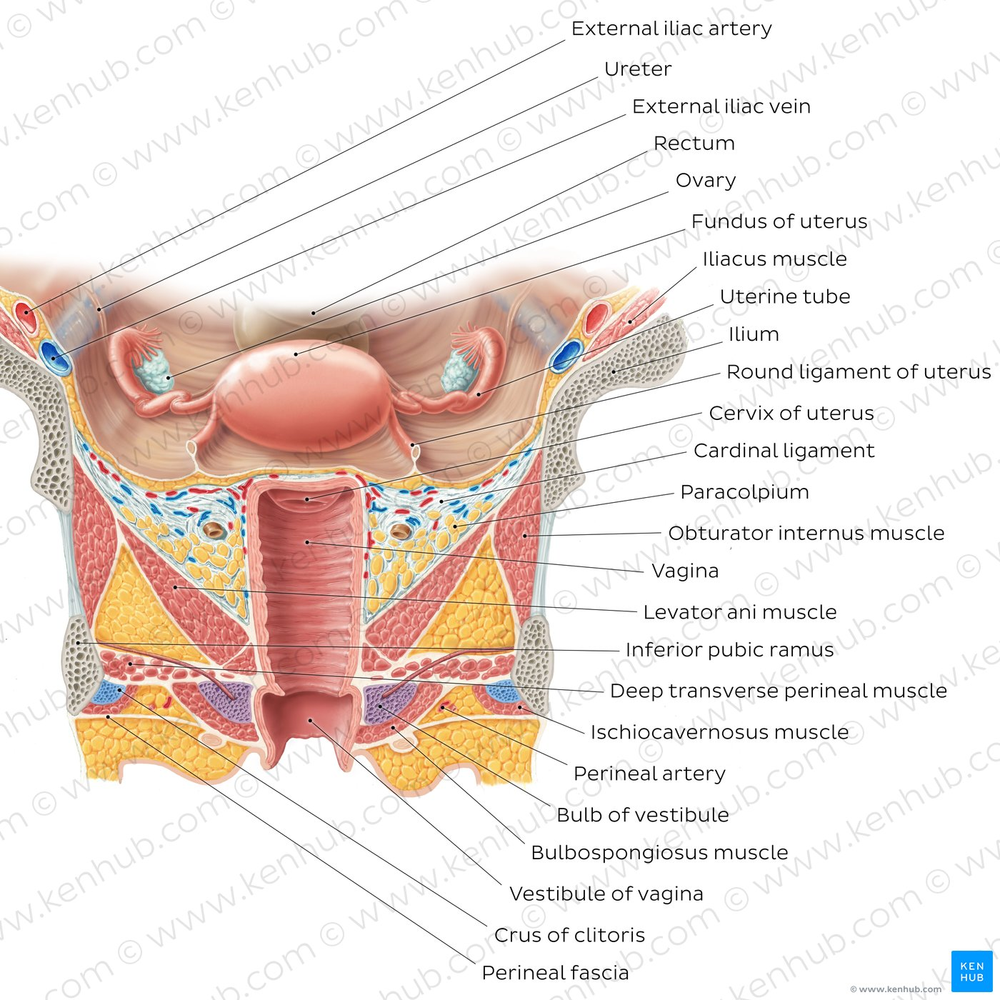 External iliac artery
Ureter
External iliac vein
Rectum
Ovary
Fundus of uterus
Iliacus muscle
Uterine tube
Ilium
Round ligament of uterus
Cervix of uterus
Cardinal ligament
Paracolpium
Obturator internus muscle
Vagina
Levator ani muscle
Inferior pubic ramus
Deep transverse perineal muscle
Ischiocavernosus muscle
Perineal artery
Bulb of vestibule
Bulbospongiosus muscle
Vestibule of vagina
Crus of clitoris
Perineal fascia
KEN
HUB
© www.kenhub.com